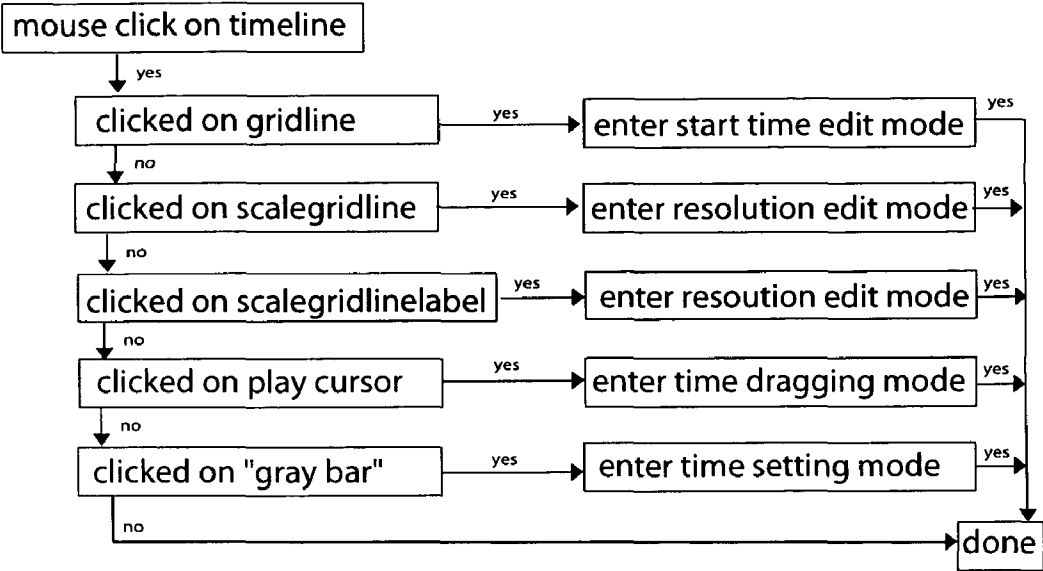 mouse click on timeline
yes
clicked on gridline
yes
enter start time edit mode
yes
no
clicked on scalegridline
yes
enter resolution edit mode
yes
no
clicked on scalegridlinelabel
yes
enter resoution edit mode
yes
no
clicked on play cursor
yes
enter time dragging mode
yes
no
clicked on "gray bar"
yes
enter time setting mode
yes
no
done